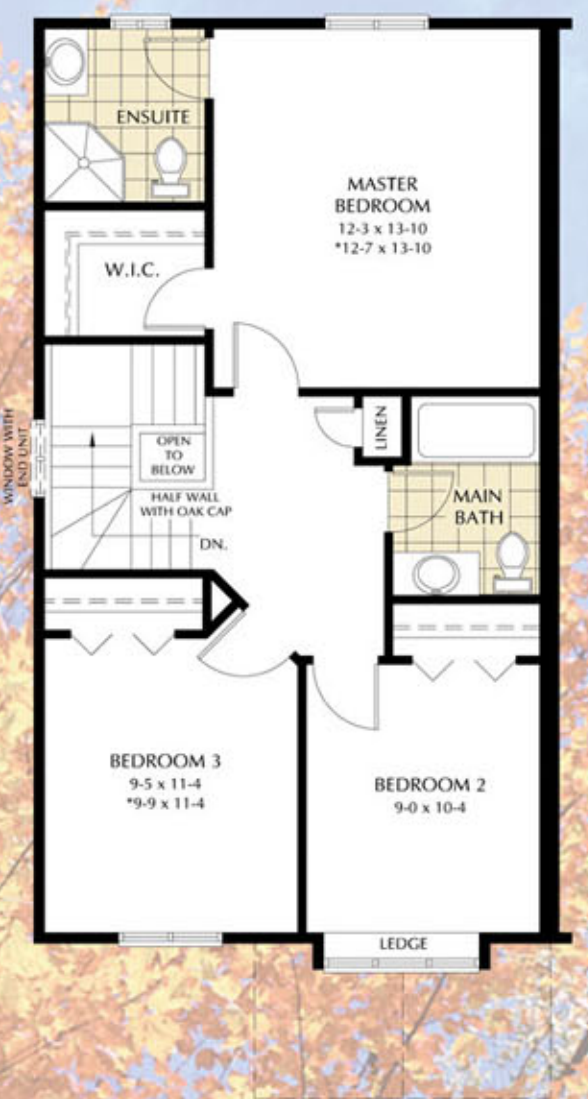 ENSUITE
MASTER
BEDROOM
12-3 x 13-10
*12-7 x 13-10
W.I.C.
LINEN
WINDOW WITH
END UNIT
OPEN
TO
BELOW
HALF WALL
WITH OAK CAP
DN.
MAIN
BATH
BEDROOM 3
9-5 x 11-4
*9-9 x 11-4
BEDROOM 2
9-0 x 10-4
LEDGE